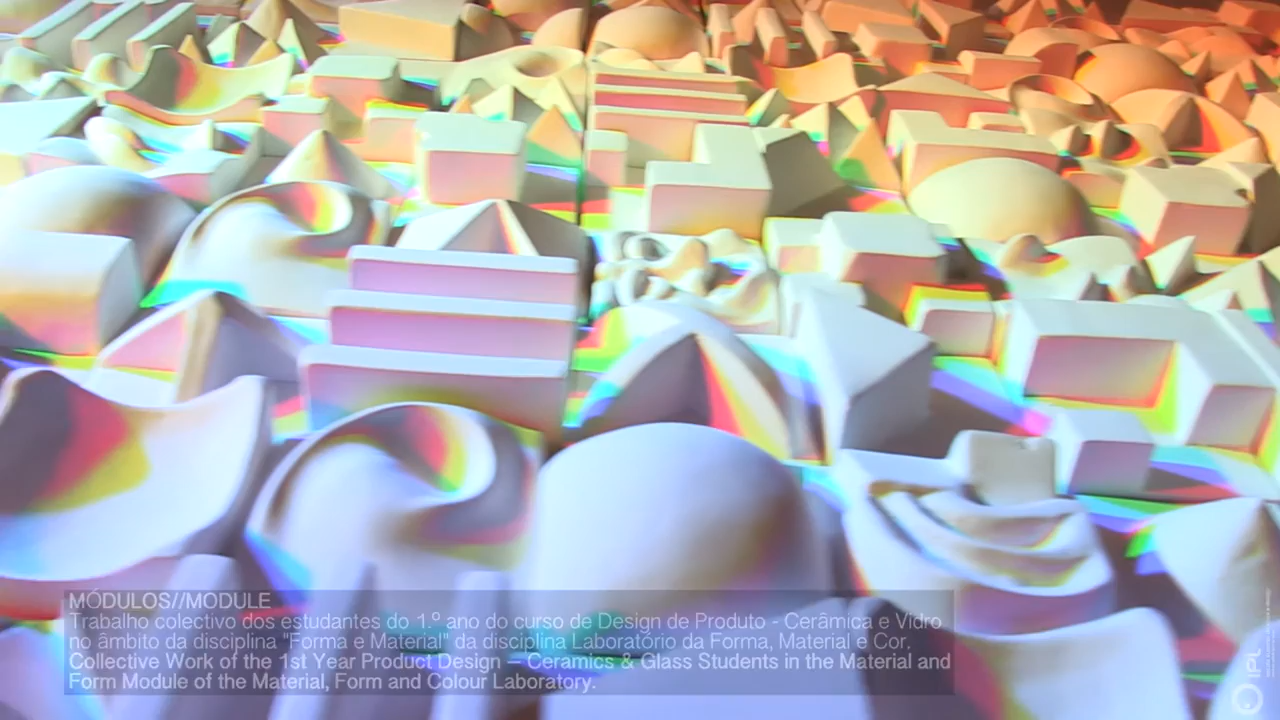 MÓDULOS//MODULE
Trabalho colectivo dos estudantes do 1.º ano do curso de Design de Produto - Cerâmica e Vidro
no âmbito da disciplina "Forma e Material" da disciplina Laboratório da Forma, Material e Cor.
Collective Work of the 1st Year Product Design - Ceramics & Glass Students in the Material and
Form Module of the Material, Form and Colour Laboratory.
IPL